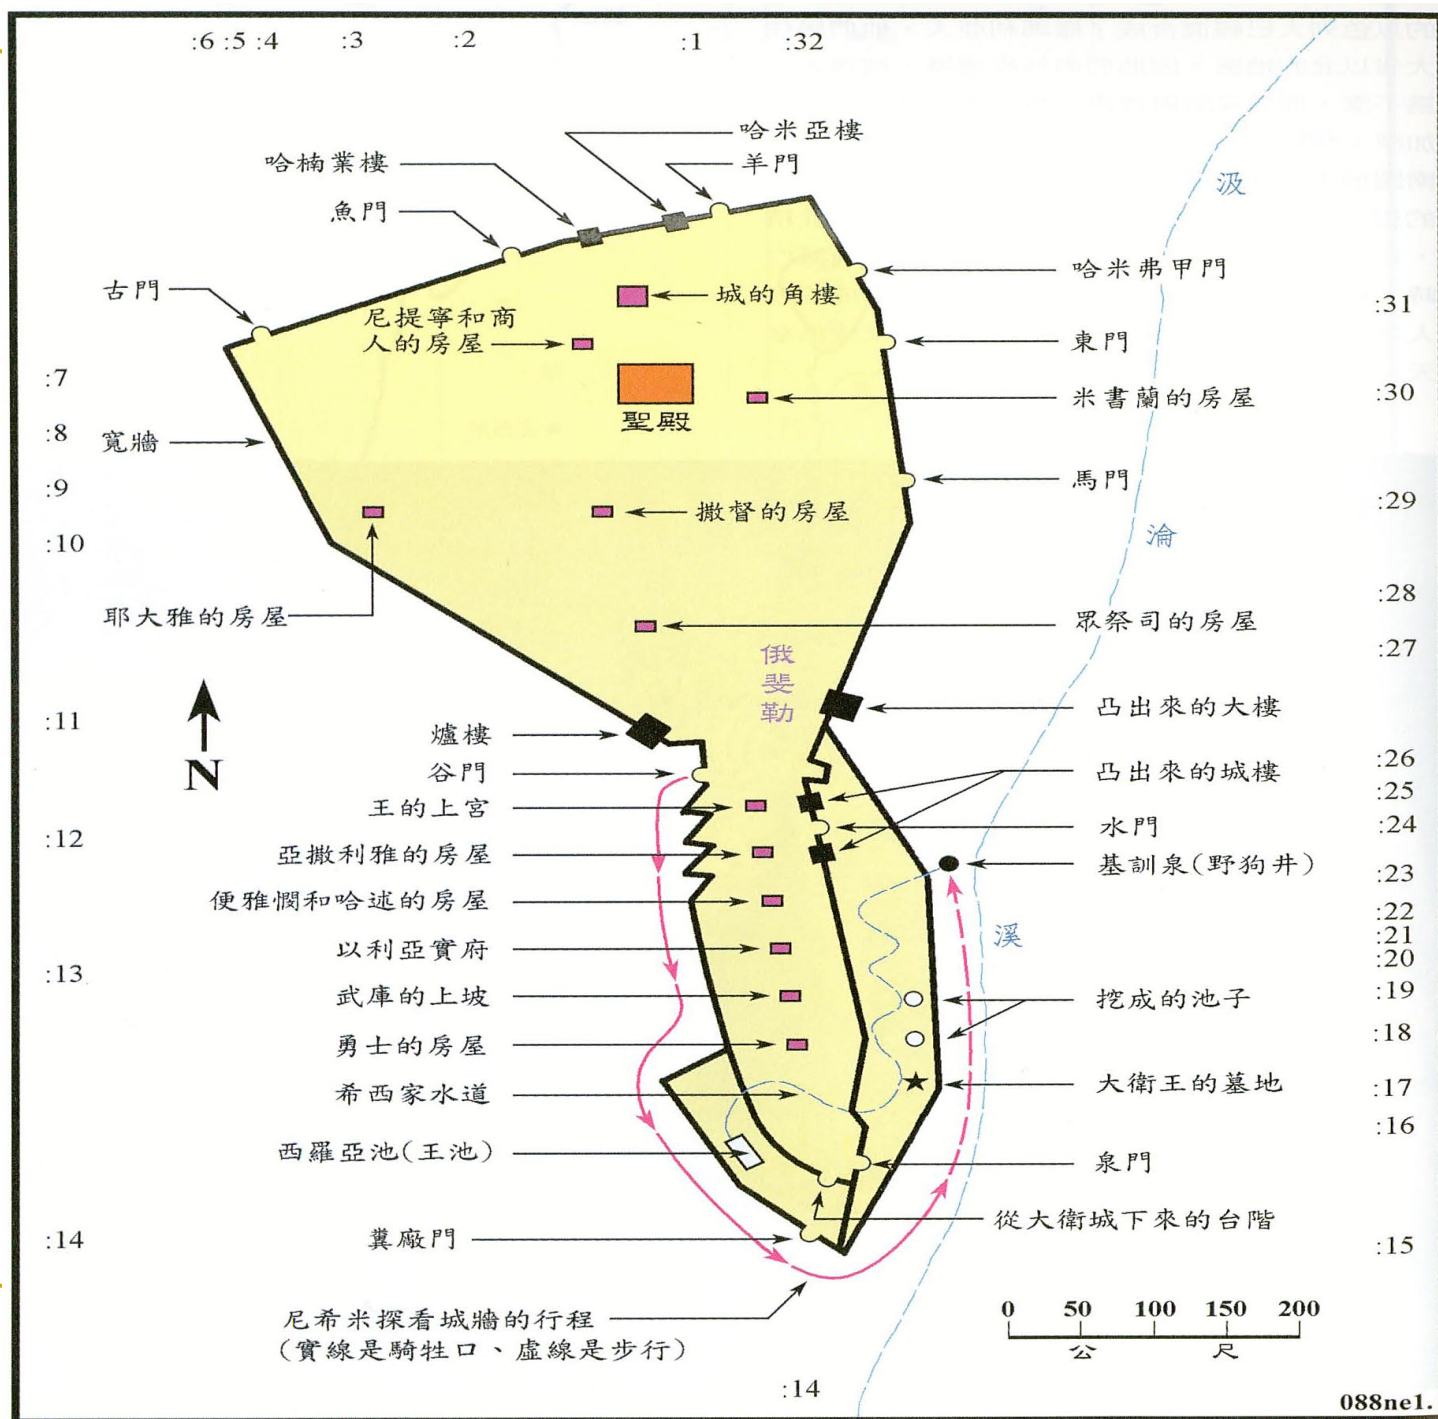 :6 :5 :4 :3 :2 :1 :32
哈米亞樓
哈楠業樓
羊門
魚門
汲
哈米弗甲門
古門
城的角樓
:31
尼提寧和商
人的房屋
東門
:7
:30
米書蘭的房屋
聖殿
:8
寬牆
馬門
:9
:29
撒督的房屋
淪
:10
:28
耶大雅的房屋
眾祭司的房屋
:27
俄斐勒
凸出來的大樓
:11
爐樓
N
:26
谷門
凸出來的城樓
:25
王的上宮
:24
水門
:12
亞撒利雅的房屋
基訓泉(野狗井)
:23
便雅憫和哈述的房屋
:22
溪
:21
以利亞實府
:20
:13
武庫的上坡
挖成的池子
:19
:18
勇士的房屋
大衛王的墓地
:17
希西家水道
:16
西羅亞池(王池)
泉門
從大衛城下來的台階
:14
糞廠門
:15
尼希米探看城牆的行程
(實線是騎牲口、虛線是步行)
0 50 100 150 200
公尺
:14
088ne1.